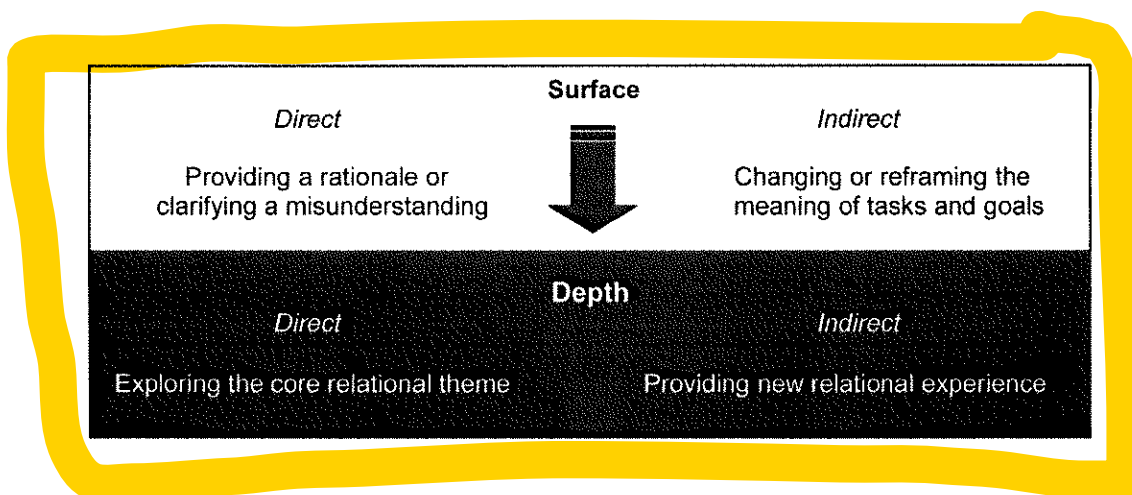 Surface
Direct
Indirect
Providing a rationale or
clarifying a misunderstanding
Changing or reframing the
meaning of tasks and goals
Depth
Direct
Indirect
Exploring the core relational theme
Providing new relational experience